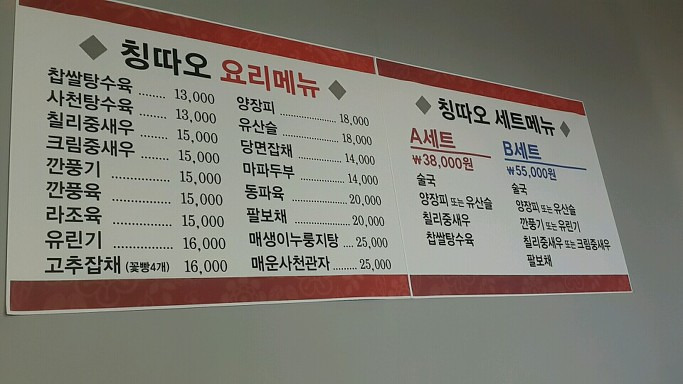 칭따오 요리메뉴
찹쌀탕수육 ....... 13,000
사천탕수육 ....... 13,000
칠리중새우 ....... 15,000
크림중새우 ....... 15,000
깐풍기 ............... 15,000
깐풍육 ............... 15,000
라조육 ............... 15,000
유린기 ............... 16,000
고추잡채 (꽃빵4개) 16,000
양장피 ...................... 18,000
유산슬 ...................... 18,000
당면잡채 ................. 14,000
마파두부 ................. 14,000
동파육 ...................... 20,000
팔보채 ...................... 20,000
매생이누룽지탕 .... 25,000
매운사천관자 ......... 25,000
칭따오 세트메뉴
A세트
₩38,000원
술국
양장피 또는 유산슬
칠리중새우
찹쌀탕수육
B세트
₩55,000원
술국
양장피 또는 유산슬
깐풍기 또는 유린기
칠리중새우 또는 크림중새우
팔보채